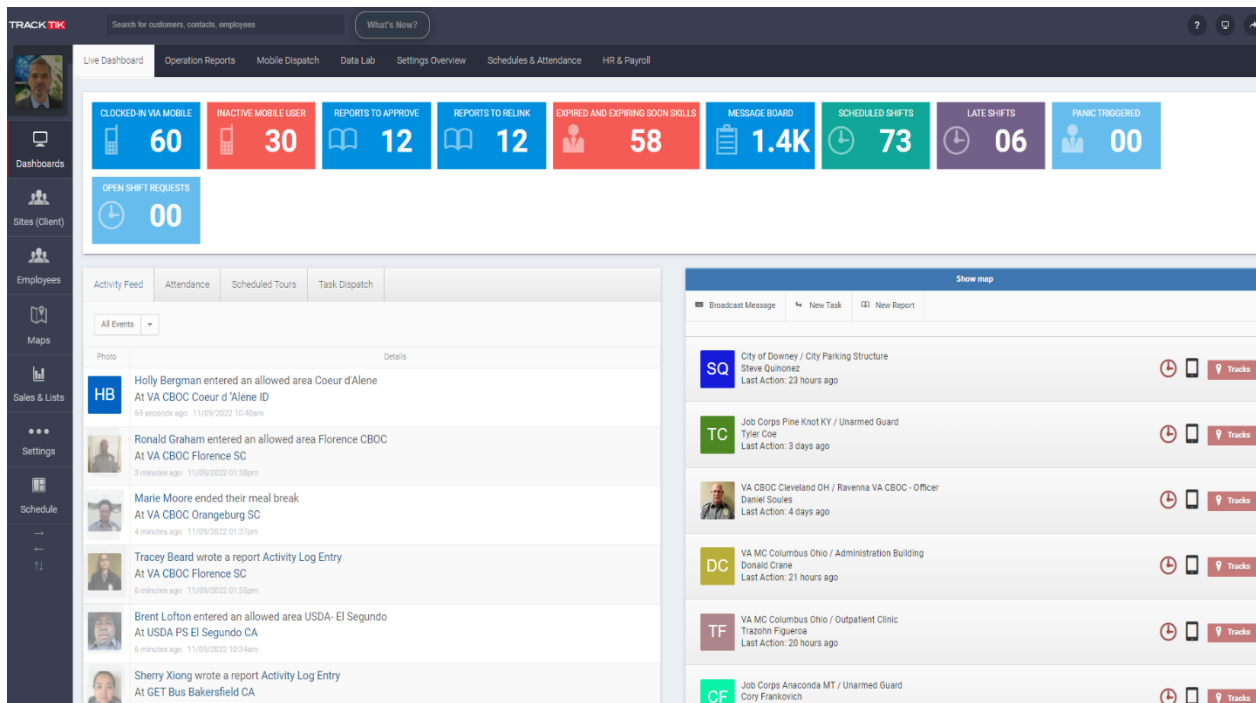 TRACKTIK
Search for customers, contacts, employees
What's New?
?
Live Dashboard
Operation Reports
Mobile Dispatch
Data Lab
Settings Overview
Schedules & Attendance
HR & Payroll
Dashboards
Sites (Client)
Employees
Maps
Sales & Lists
Settings
Schedule
CLOCKED-IN VIA MOBILE
60
INACTIVE MOBILE USER
30
REPORTS TO APPROVE
12
REPORTS TO RELINK
12
EXPIRED AND EXPIRING SOON SKILLS
58
MESSAGE BOARD
1.4K
SCHEDULED SHIFTS
73
LATE SHIFTS
06
PANIC TRIGGERED
00
OPEN SHIFT REQUESTS
00
Activity Feed
Attendance
Scheduled Tours
Task Dispatch
All Events
Photo
Details
HB
Holly Bergman entered an allowed area Coeur d'Alene
At VA CBOC Coeur d 'Alene ID
59 seconds ago 11/09/2022 10:40am
Ronald Graham entered an allowed area Florence CBOC
At VA CBOC Florence SC
3 minutes ago 11/09/2022 01:38pm
Marie Moore ended their meal break
At VA CBOC Orangeburg SC
4 minutes ago 11/09/2022 01:37pm
Tracey Beard wrote a report Activity Log Entry
At VA CBOC Florence SC
6 minutes ago 11/09/2022 01:35pm
Brent Lofton entered an allowed area USDA- El Segundo
At USDA PS El Segundo CA
6 minutes ago 11/09/2022 10:34am
Sherry Xiong wrote a report Activity Log Entry
At GET Bus Bakersfield CA
Show map
Broadcast Message
New Task
New Report
SQ
City of Downey / City Parking Structure
Steve Quinonez
Last Action: 23 hours ago
Tracks
TC
Job Corps Pine Knot KY / Unarmed Guard
Tyler Coe
Last Action: 3 days ago
Tracks
VA CBOC Cleveland OH / Ravenna VA CBOC - Officer
Daniel Soules
Last Action: 4 days ago
Tracks
DC
VA MC Columbus Ohio / Administration Building
Donald Crane
Last Action: 21 hours ago
Tracks
TF
VA MC Columbus Ohio / Outpatient Clinic
Trazohn Figueroa
Last Action: 20 hours ago
Tracks
CF
Job Corps Anaconda MT / Unarmed Guard
Cory Frankovich
Tracks